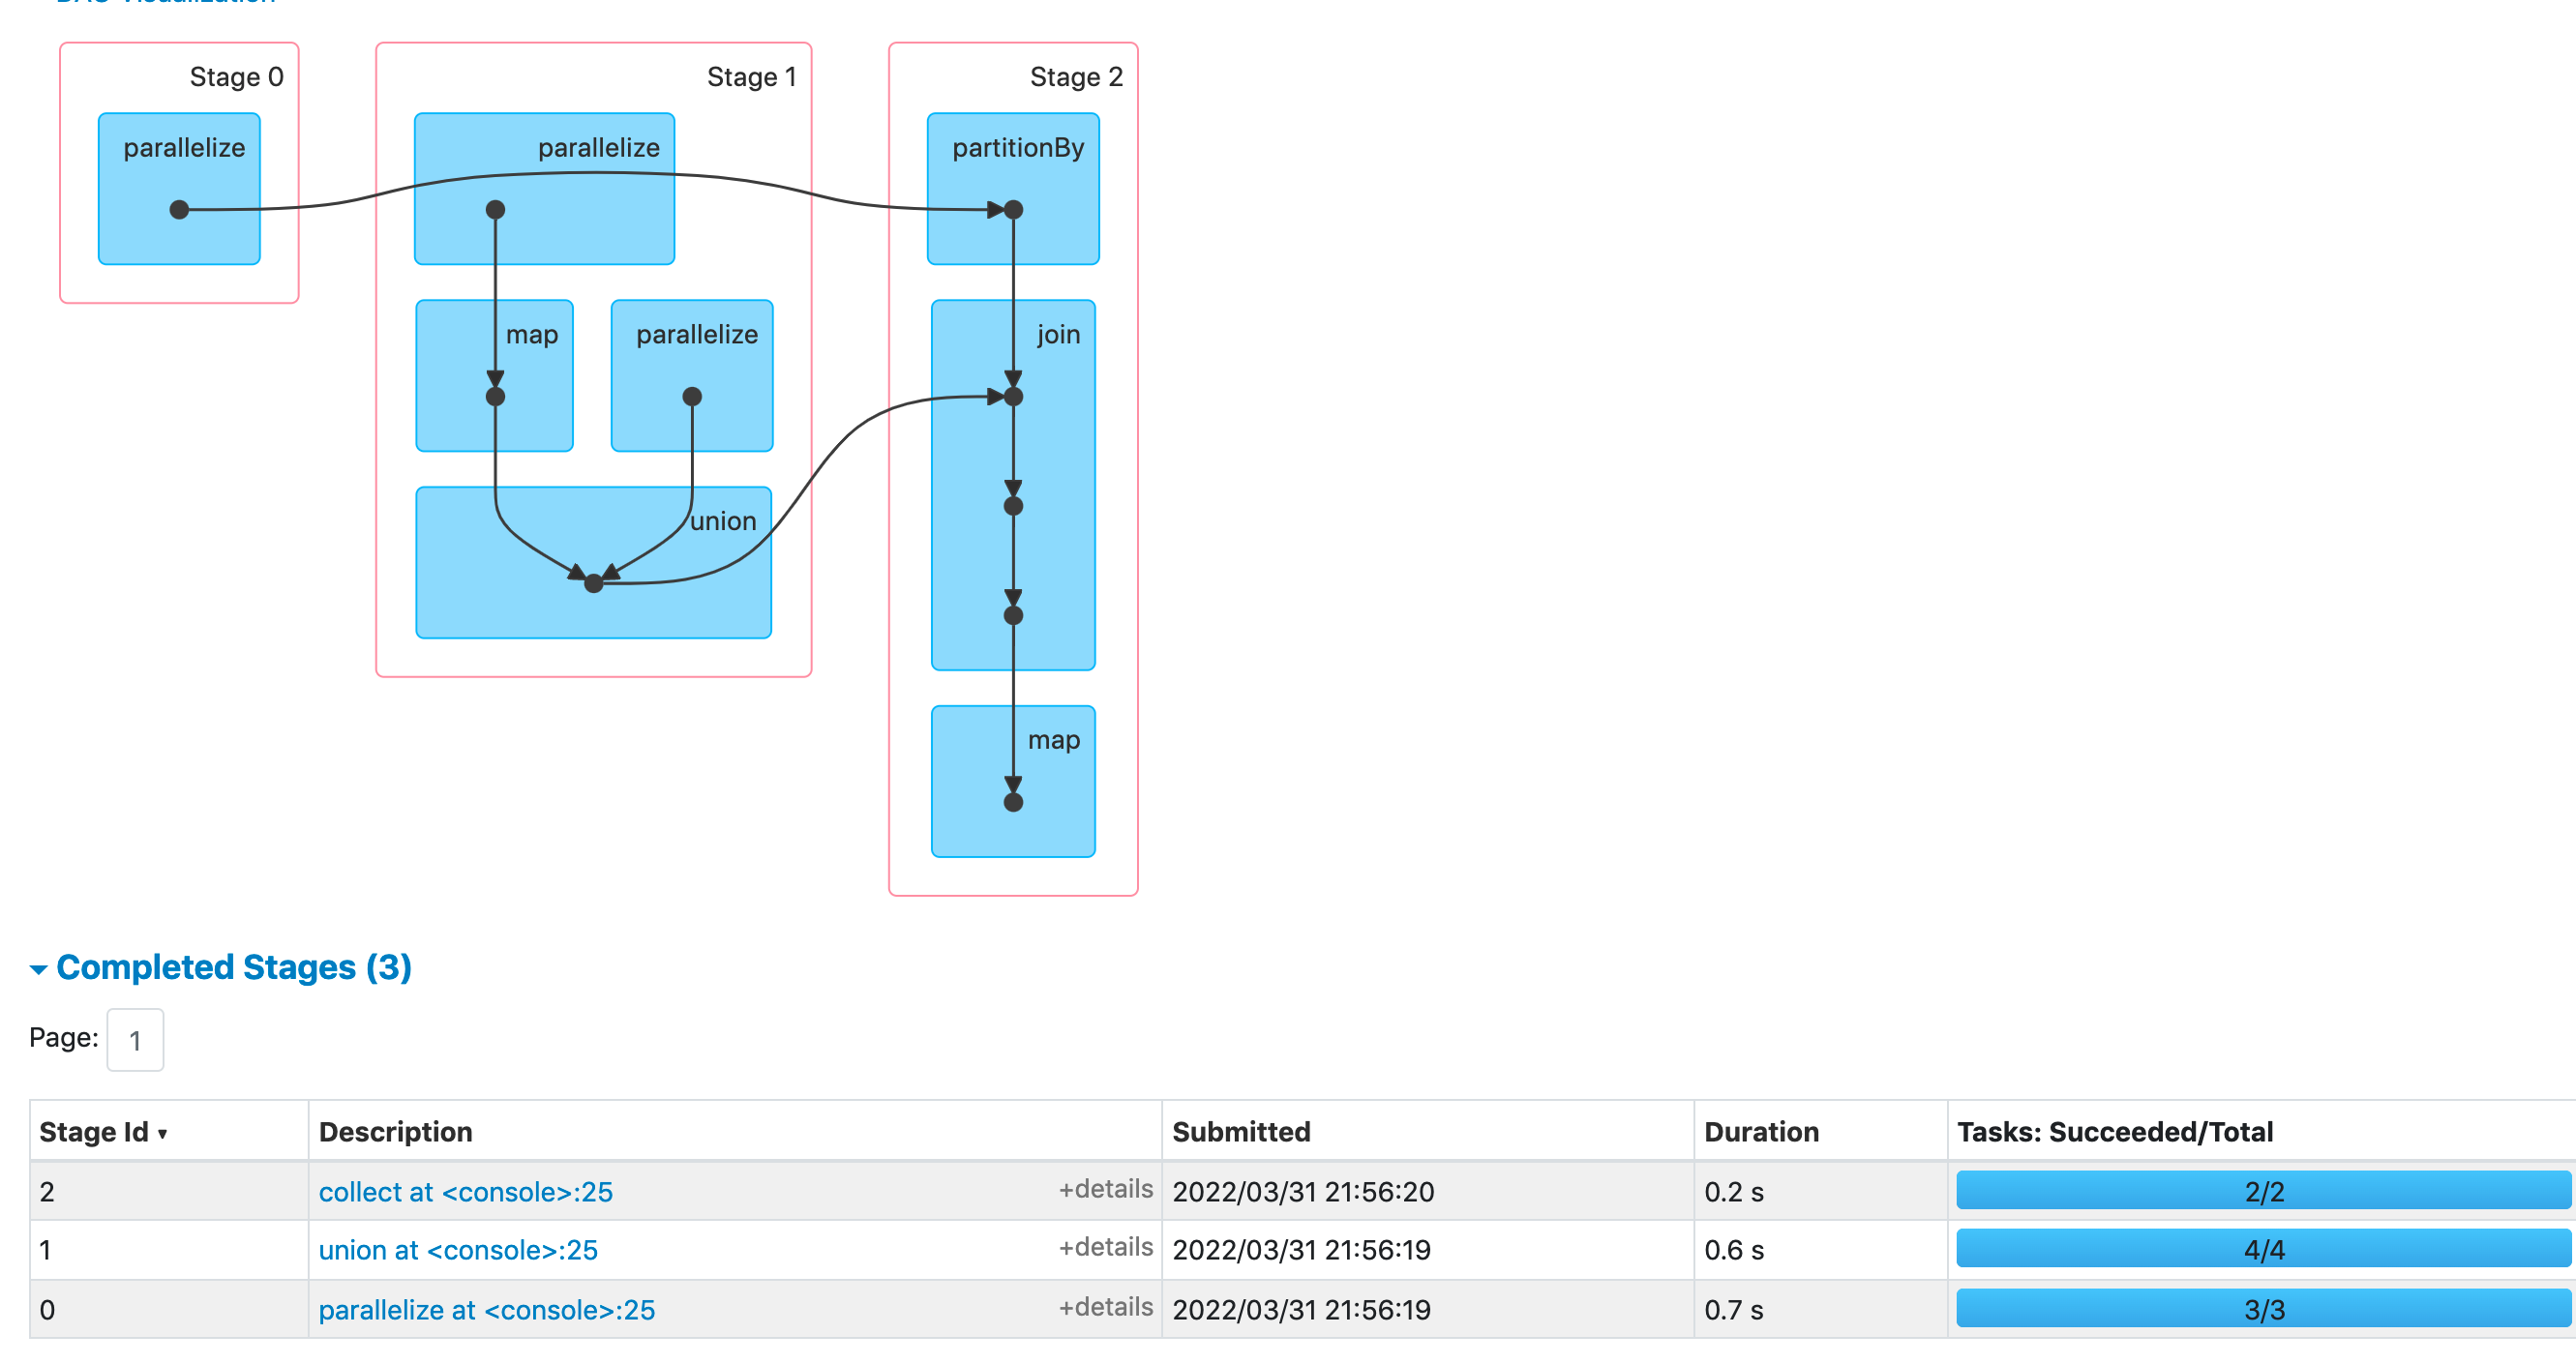 DAG Visualization
Stage 0
Stage 1
Stage 2
parallelize
parallelize
partitionBy
map
parallelize
join
union
map
Completed Stages (3)
Page: 1
Stage Id ▾ Description Submitted Duration Tasks: Succeeded/Total
2 collect at <console>:25 +details 2022/03/31 21:56:20 0.2 s 2/2
1 union at <console>:25 +details 2022/03/31 21:56:19 0.6 s 4/4
0 parallelize at <console>:25 +details 2022/03/31 21:56:19 0.7 s 3/3